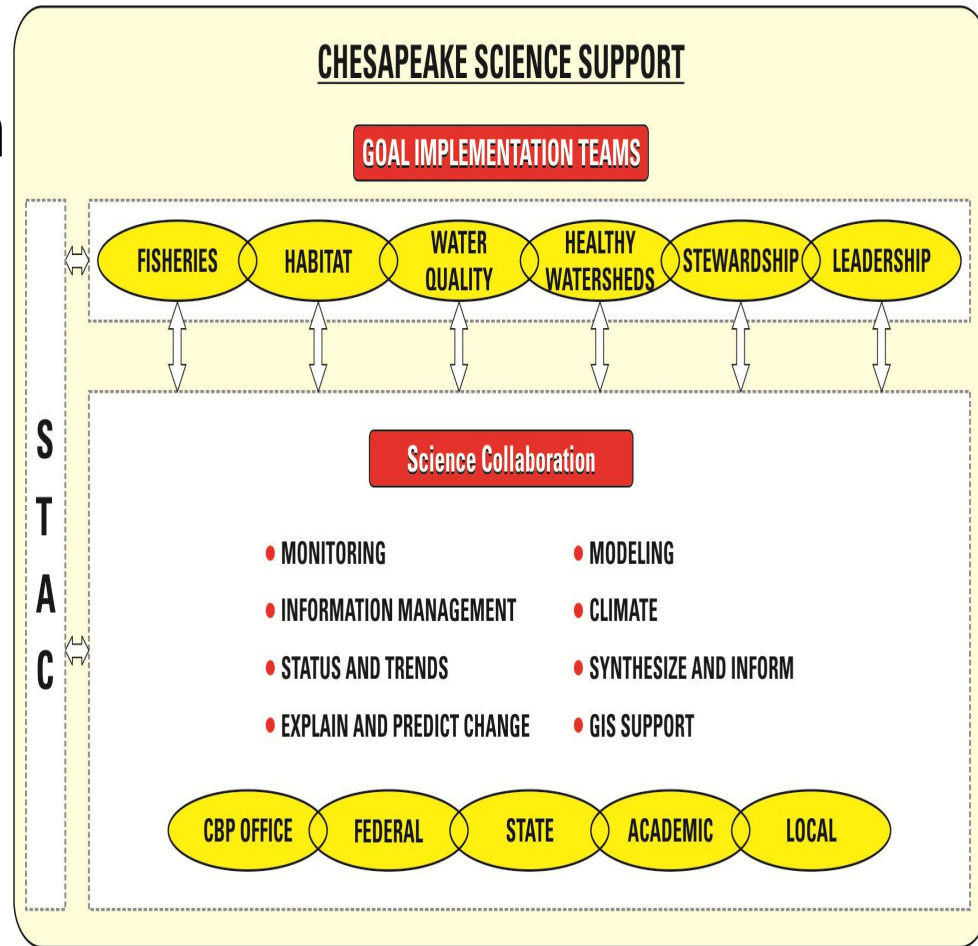 CHESAPEAKE SCIENCE SUPPORT
GOAL IMPLEMENTATION TEAMS
FISHERIES
HABITAT
WATER
QUALITY
HEALTHY
WATERSHEDS
STEWARDSHIP
LEADERSHIP
S
T
A
C
Science Collaboration
• MONITORING
• INFORMATION MANAGEMENT
• STATUS AND TRENDS
• EXPLAIN AND PREDICT CHANGE
• MODELING
• CLIMATE
• SYNTHESIZE AND INFORM
• GIS SUPPORT
CBP OFFICE
FEDERAL
STATE
ACADEMIC
LOCAL